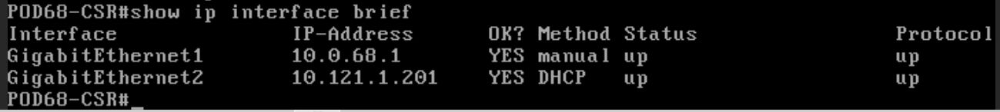 POD68-CSR#show ip interface brief
Interface IP-Address OK? Method Status Protocol
GigabitEthernet1 10.0.68.1 YES manual up up
GigabitEthernet2 10.121.1.201 YES DHCP up up
POD68-CSR#_